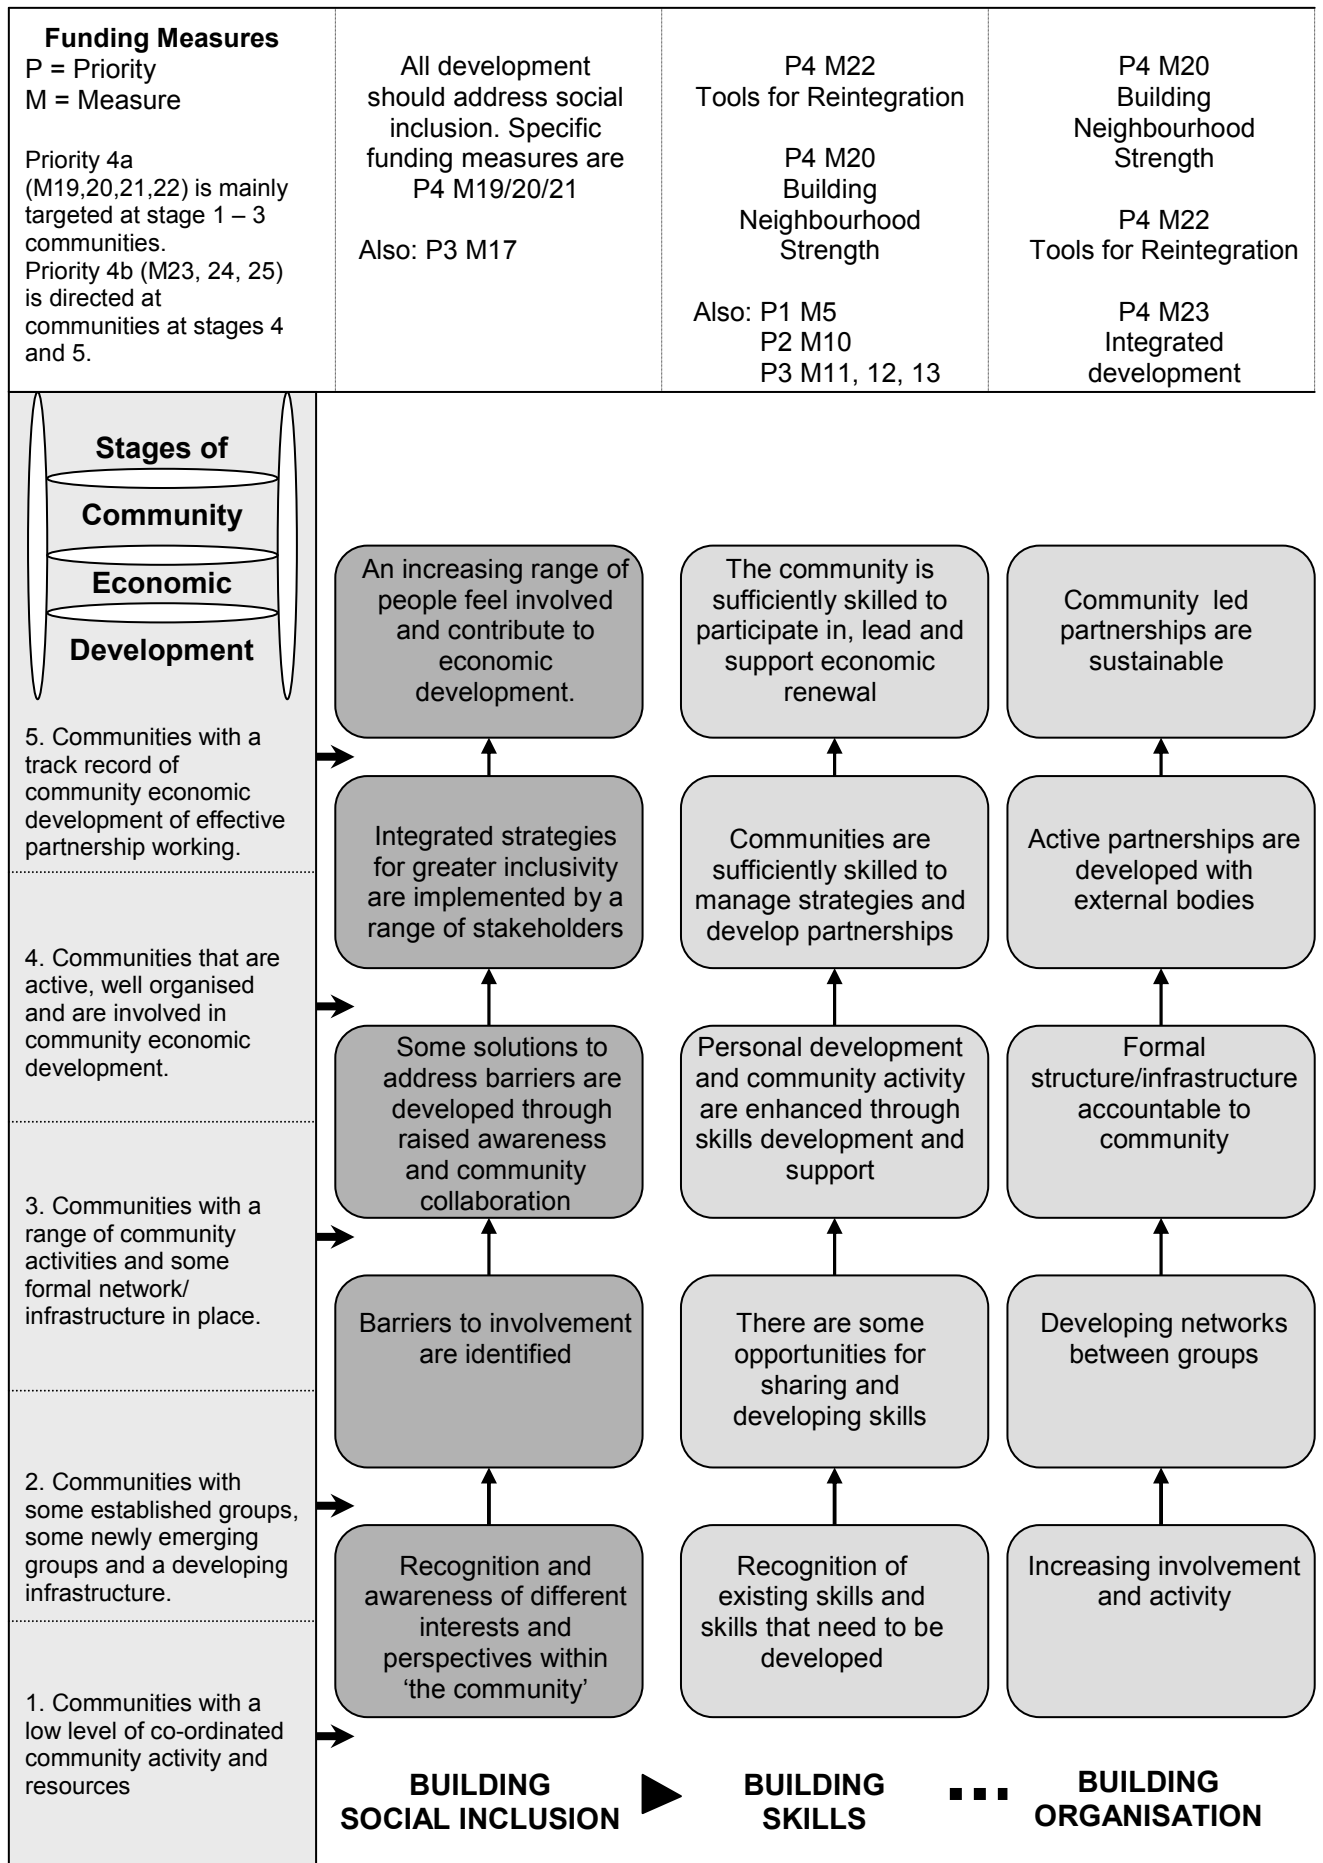 Funding Measures
P = Priority
M = Measure
Priority 4a
(M19,20,21,22) is mainly
targeted at stage 1 – 3
communities.
Priority 4b (M23, 24, 25)
is directed at
communities at stages 4
and 5.
All development
should address social
inclusion. Specific
funding measures are
P4 M19/20/21
Also: P3 M17
P4 M22
Tools for Reintegration
P4 M20
Building
Neighbourhood
Strength
Also: P1 M5
P2 M10
P3 M11, 12, 13
P4 M20
Building
Neighbourhood
Strength
P4 M22
Tools for Reintegration
P4 M23
Integrated
development
Stages of
Community
Economic
Development
5. Communities with a
track record of
community economic
development of effective
partnership working.
4. Communities that are
active, well organised
and are involved in
community economic
development.
3. Communities with a
range of community
activities and some
formal network/
infrastructure in place.
2. Communities with
some established groups,
some newly emerging
groups and a developing
infrastructure.
1. Communities with a
low level of co-ordinated
community activity and
resources
An increasing range of
people feel involved
and contribute to
economic
development.
Integrated strategies
for greater inclusivity
are implemented by a
range of stakeholders
Some solutions to
address barriers are
developed through
raised awareness
and community
collaboration
Barriers to involvement
are identified
Recognition and
awareness of different
interests and
perspectives within
‘the community’
BUILDING
SOCIAL INCLUSION
The community is
sufficiently skilled to
participate in, lead and
support economic
renewal
Communities are
sufficiently skilled to
manage strategies and
develop partnerships
Personal development
and community activity
are enhanced through
skills development and
support
There are some
opportunities for
sharing and
developing skills
Recognition of
existing skills and
skills that need to be
developed
BUILDING
SKILLS
Community led
partnerships are
sustainable
Active partnerships are
developed with
external bodies
Formal
structure/infrastructure
accountable to
community
Developing networks
between groups
Increasing involvement
and activity
BUILDING
ORGANISATION